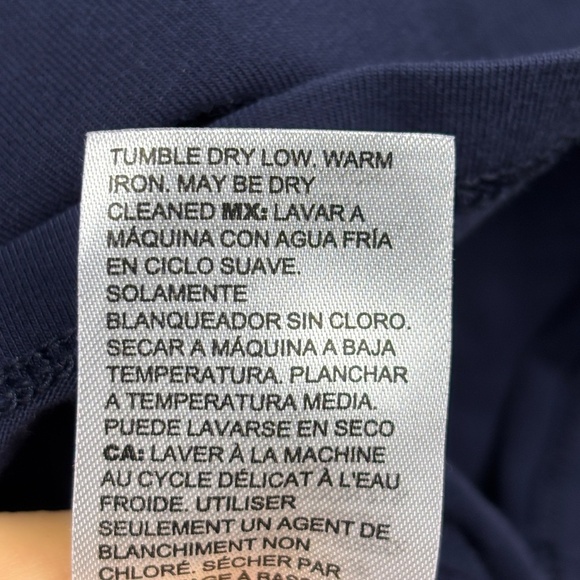 TUMBLE DRY LOW. WARM
IRON. MAY BE DRY
CLEANED MX: LAVAR A
MÁQUINA CON AGUA FRÍA
EN CICLO SUAVE.
SOLAMENTE
BLANQUEADOR SIN CLORO.
SECAR A MÁQUINA A BAJA
TEMPERATURA. PLANCHAR
A TEMPERATURA MEDIA.
PUEDE LAVARSE EN SECO
CA: LAVER À LA MACHINE
AU CYCLE DÉLICAT À L'EAU
FROIDE. UTILISER
SEULEMENT UN AGENT DE
BLANCHIMENT NON
CHLORÉ. SÉCHER PAR